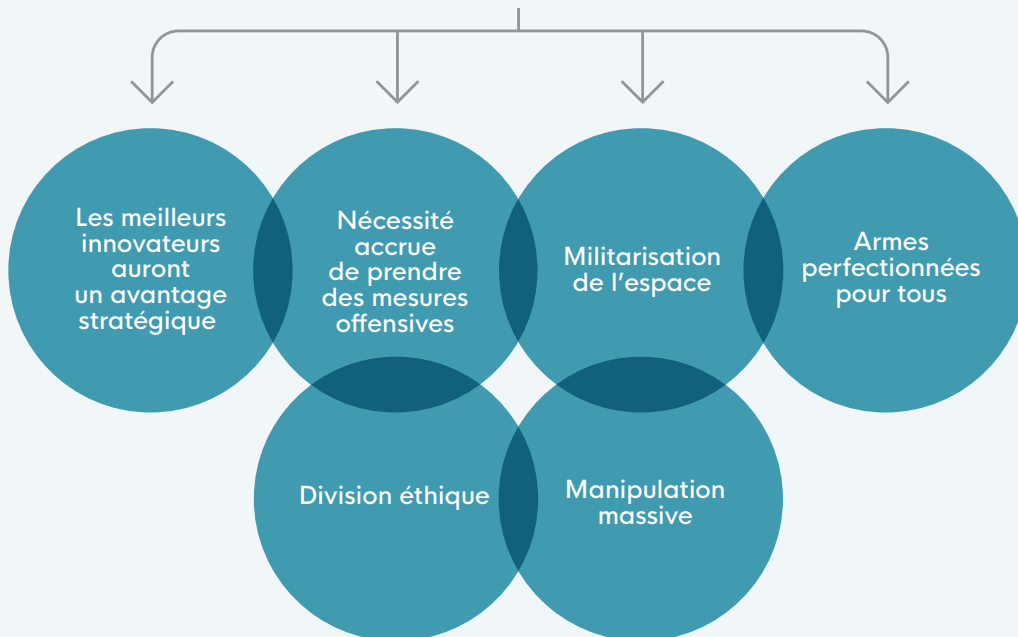 Les meilleurs
innovateurs
auront
un avantage
stratégique
Nécessité
accrue
de prendre
des mesures
offensives
Militarisation
de l'espace
Armes
perfectionnées
pour tous
Division éthique
Manipulation
massive